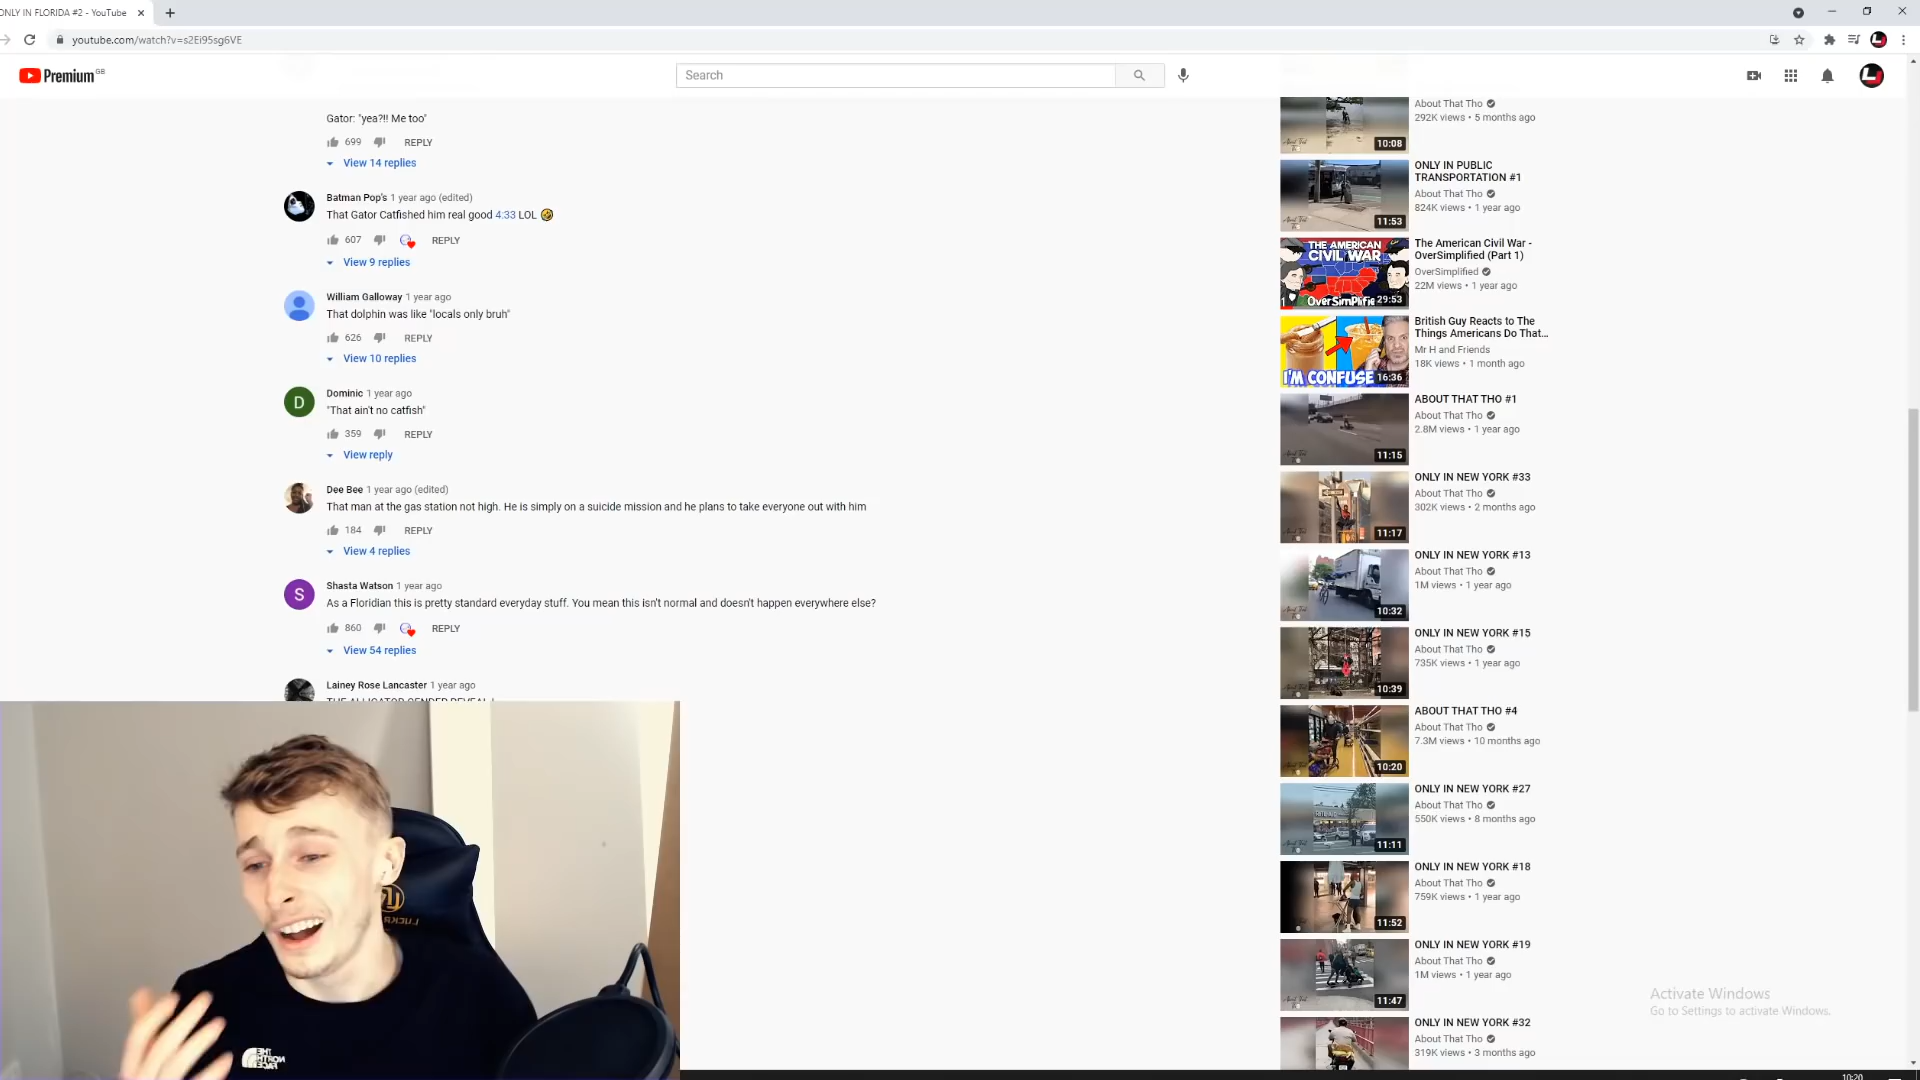 ONLY IN FLORIDA #2 - YouTube
youtube.com/watch?v=s2Ei95sg6VE
Premium GB
Search
Gator: "yea?!! Me too"
699 REPLY
View 14 replies
Batman Pop's 1 year ago (edited)
That Gator Catfished him real good 4:33 LOL 🤣
607 REPLY
View 9 replies
William Galloway 1 year ago
That dolphin was like "locals only bruh"
626 REPLY
View 10 replies
D
Dominic 1 year ago
"That ain't no catfish"
359 REPLY
View reply
Dee Bee 1 year ago (edited)
That man at the gas station not high. He is simply on a suicide mission and he plans to take everyone out with him
184 REPLY
View 4 replies
S
Shasta Watson 1 year ago
As a Floridian this is pretty standard everyday stuff. You mean this isn't normal and doesn't happen everywhere else?
860 REPLY
View 54 replies
Lainey Rose Lancaster 1 year ago
THE ALLIGATOR GENDER REVEAL !
THE
NORTH
FACE
About That Tho
292K views • 5 months ago
10:08
ONLY IN PUBLIC
TRANSPORTATION #1
About That Tho
824K views • 1 year ago
11:53
THE AMERICAN
CIVIL WAR
OverSimplifie
29:53
The American Civil War -
OverSimplified (Part 1)
OverSimplified
22M views • 1 year ago
I'M CONFUSE
16:36
British Guy Reacts to The
Things Americans Do That...
Mr H and Friends
18K views • 1 month ago
ABOUT THAT THO #1
About That Tho
2.8M views • 1 year ago
11:15
ONLY IN NEW YORK #33
About That Tho
302K views • 2 months ago
11:17
ONLY IN NEW YORK #13
About That Tho
1M views • 1 year ago
10:32
ONLY IN NEW YORK #15
About That Tho
735K views • 1 year ago
10:39
ABOUT THAT THO #4
About That Tho
7.3M views • 10 months ago
10:20
ONLY IN NEW YORK #27
About That Tho
550K views • 8 months ago
11:11
ONLY IN NEW YORK #18
About That Tho
759K views • 1 year ago
11:52
ONLY IN NEW YORK #19
About That Tho
1M views • 1 year ago
11:47
ONLY IN NEW YORK #32
About That Tho
319K views • 3 months ago
Activate Windows
Go to Settings to activate Windows.
10:20